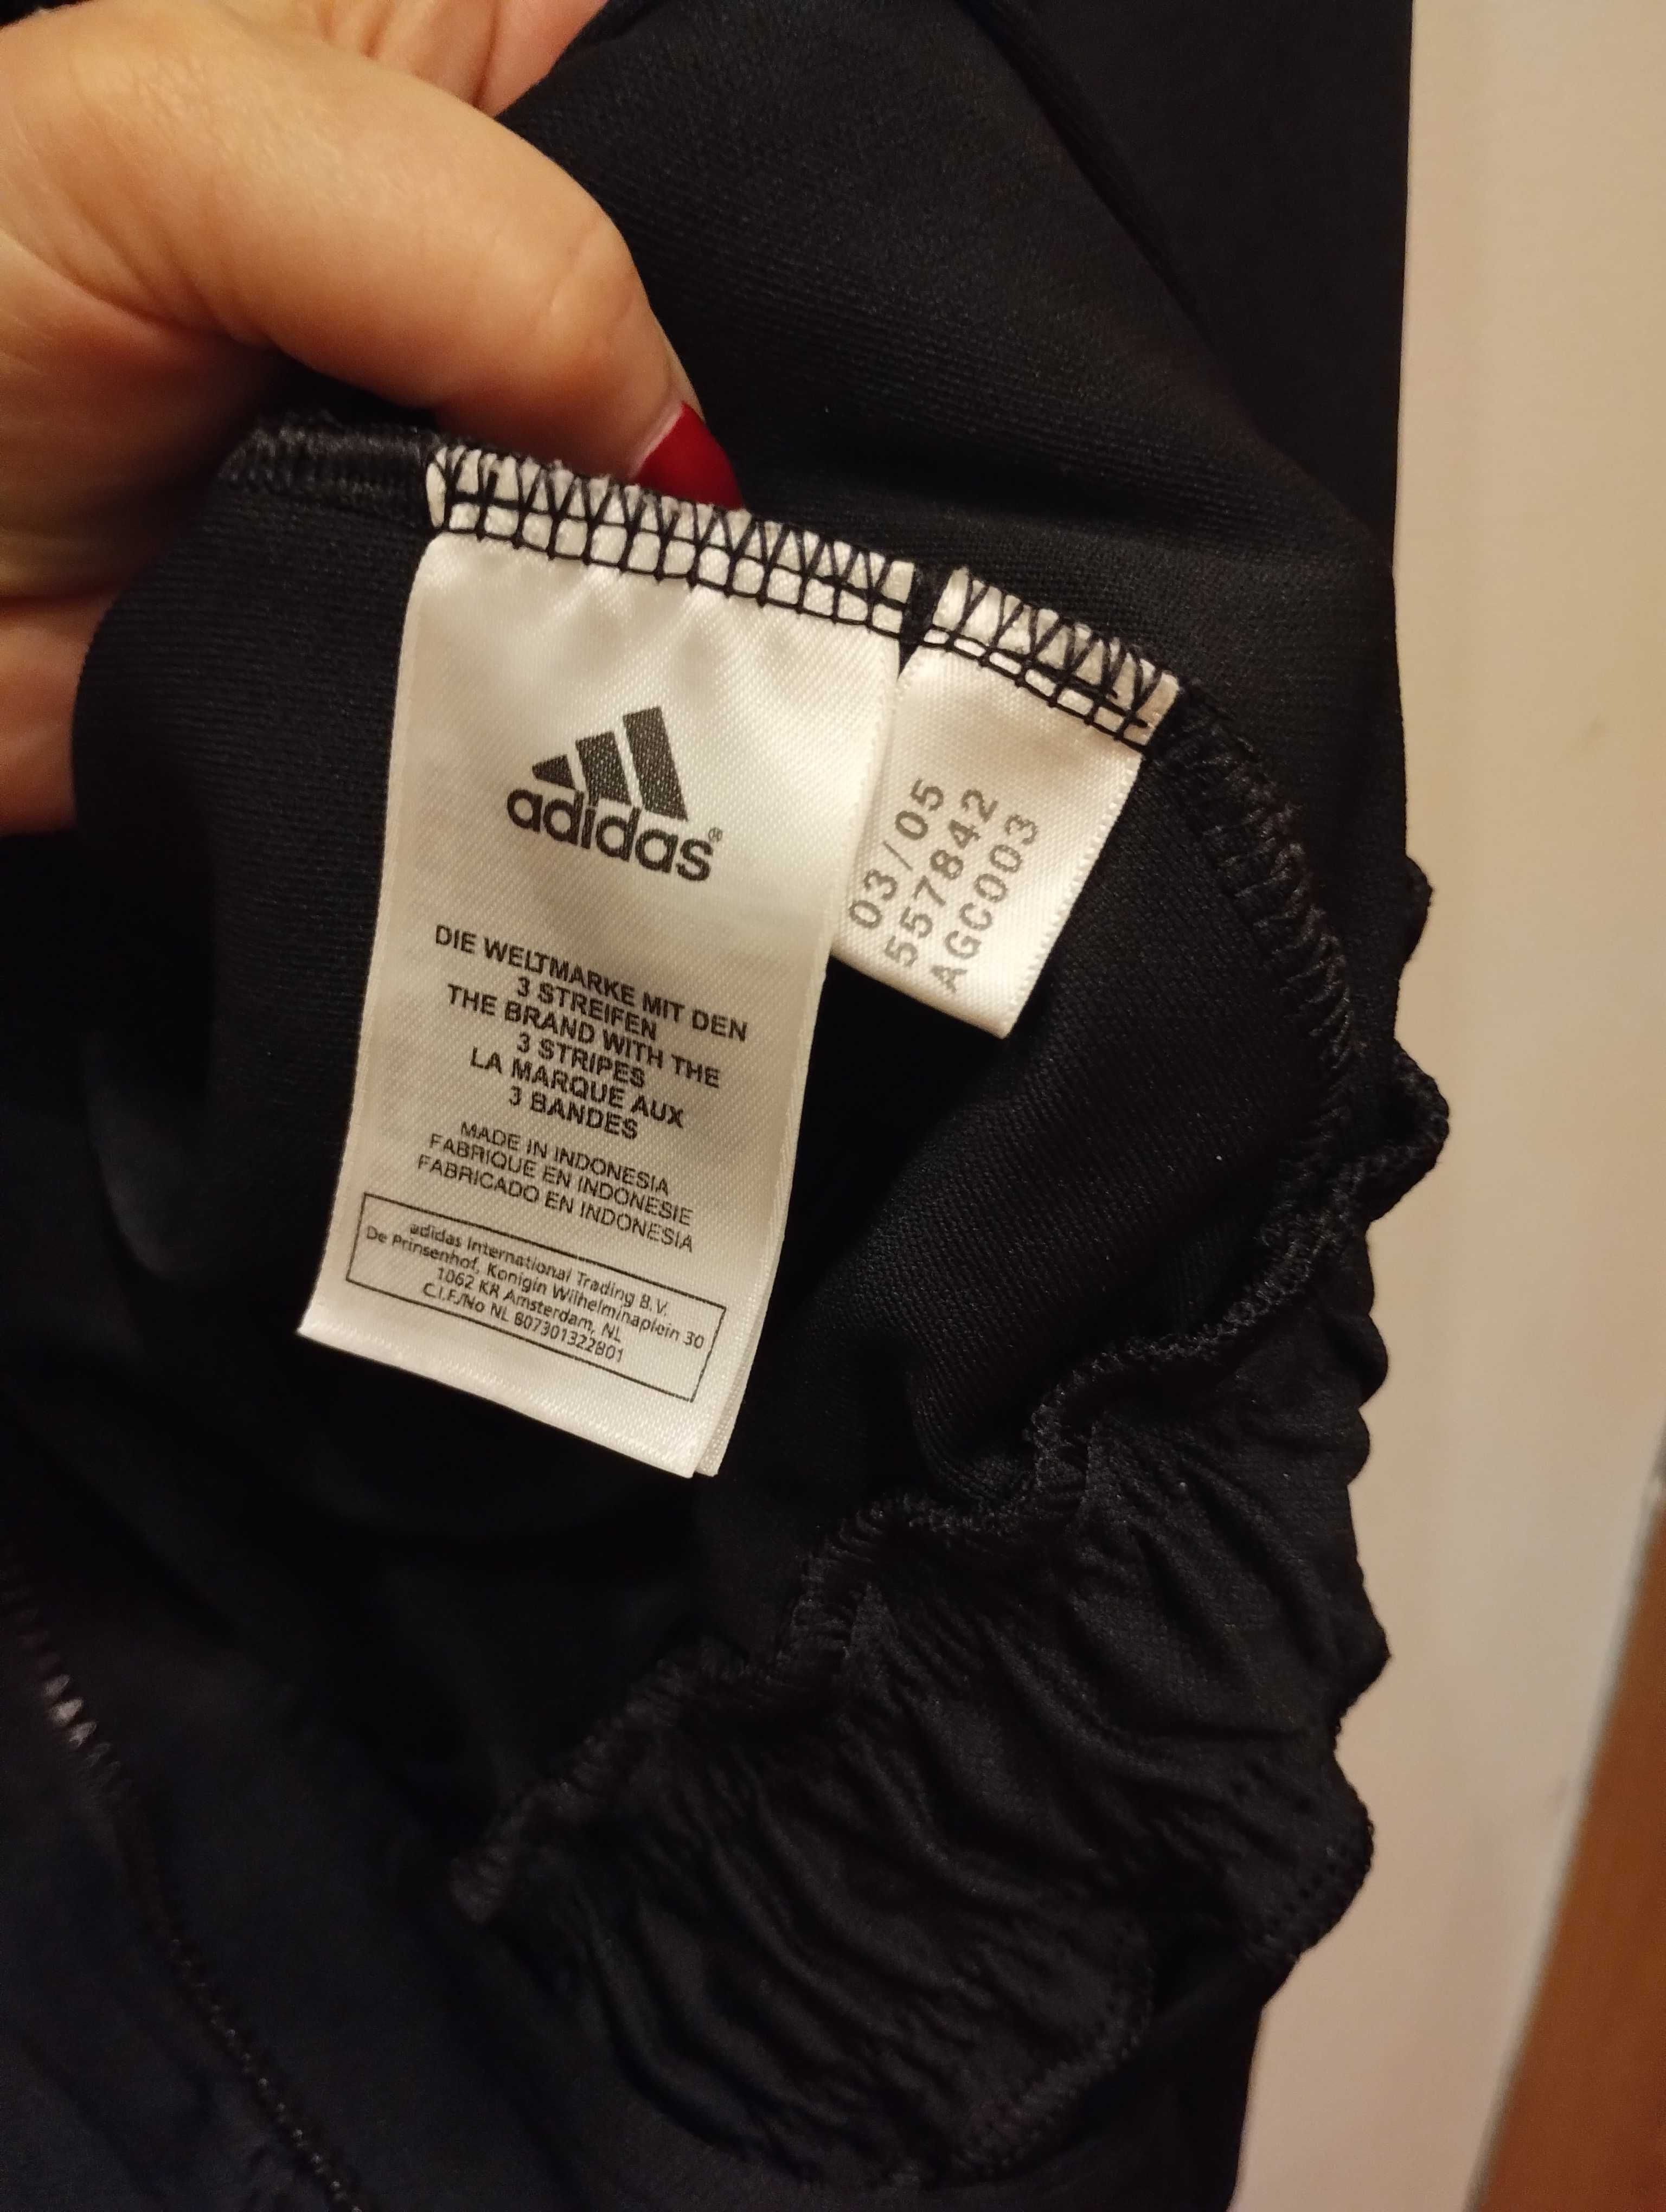 adidas®
DIE WELTMARKE MIT DEN
3 STREIFEN
THE BRAND WITH THE
3 STRIPES
LA MARQUE AUX
3 BANDES
MADE IN INDONESIA
FABRIQUE EN INDONESIE
FABRICADO EN INDONESIA
adidas International Trading B.V.
De Prinsenhof, Konigin Wilhelminaplein 30
1062 KR Amsterdam, NL
C.I.F./No NL 807301322B01
03/05
557842
AGC003